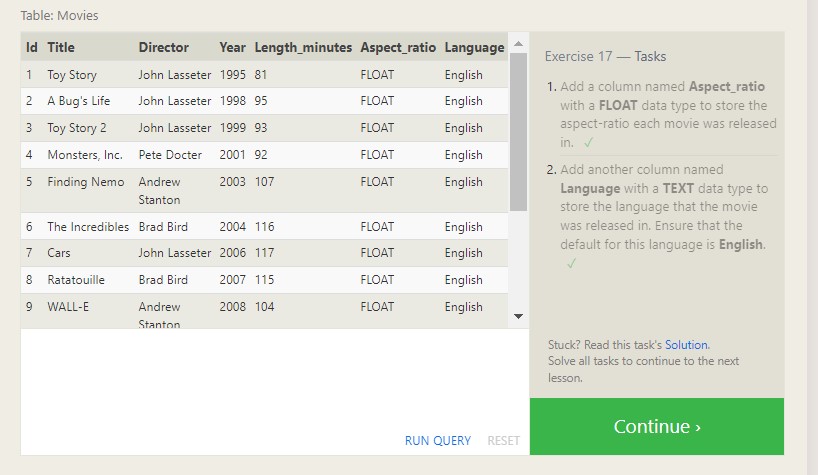 Table: Movies
Id Title Director Year Length_minutes Aspect_ratio Language
1 Toy Story John Lasseter 1995 81 FLOAT English
2 A Bug's Life John Lasseter 1998 95 FLOAT English
3 Toy Story 2 John Lasseter 1999 93 FLOAT English
4 Monsters, Inc. Pete Docter 2001 92 FLOAT English
5 Finding Nemo Andrew 2003 107 FLOAT English
Stanton
6 The Incredibles Brad Bird 2004 116 FLOAT English
7 Cars John Lasseter 2006 117 FLOAT English
8 Ratatouille Brad Bird 2007 115 FLOAT English
9 WALL-E Andrew 2008 104 FLOAT English
Stanton
RUN QUERY RESET
Exercise 17 — Tasks
1. Add a column named Aspect_ratio
with a FLOAT data type to store the
aspect-ratio each movie was released
in. ✓
2. Add another column named
Language with a TEXT data type to
store the language that the movie
was released in. Ensure that the
default for this language is English.
✓
Stuck? Read this task's Solution.
Solve all tasks to continue to the next
lesson.
Continue ›